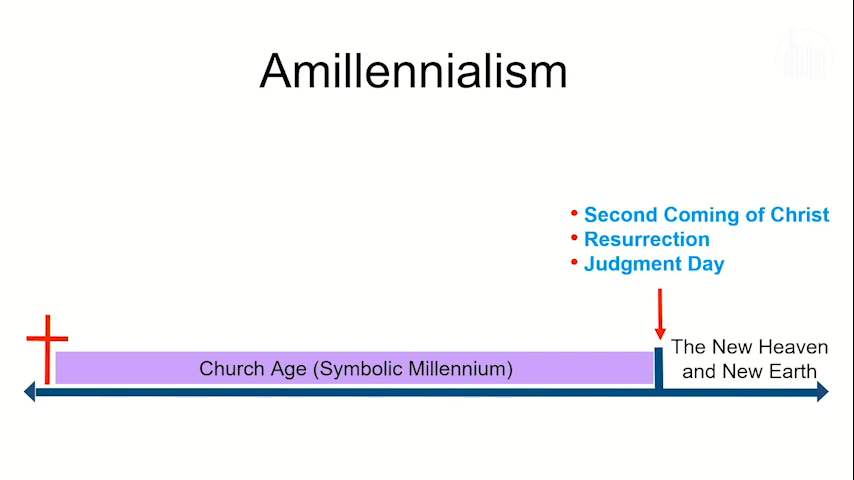 Amillennialism
• Second Coming of Christ
• Resurrection
• Judgment Day
The New Heaven
and New Earth
Church Age (Symbolic Millennium)